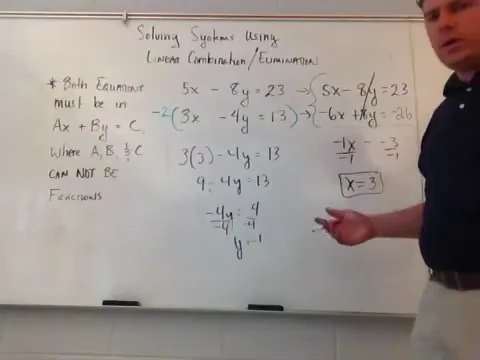 Solving Systems Using
Linear Combination/Elimination
* Both Equations
must be in
Ax + By = C,
where A, B, & C
CAN NOT BE
Fractions
5x - 8y = 23 → 5x - 8y = 23
-2(3x - 4y = 13) → -6x + 8y = -26
-1x = -3
-1 -1
x = 3
3(3) - 4y = 13
9 - 4y = 13
-4y = 4
-4 -4
y = -1